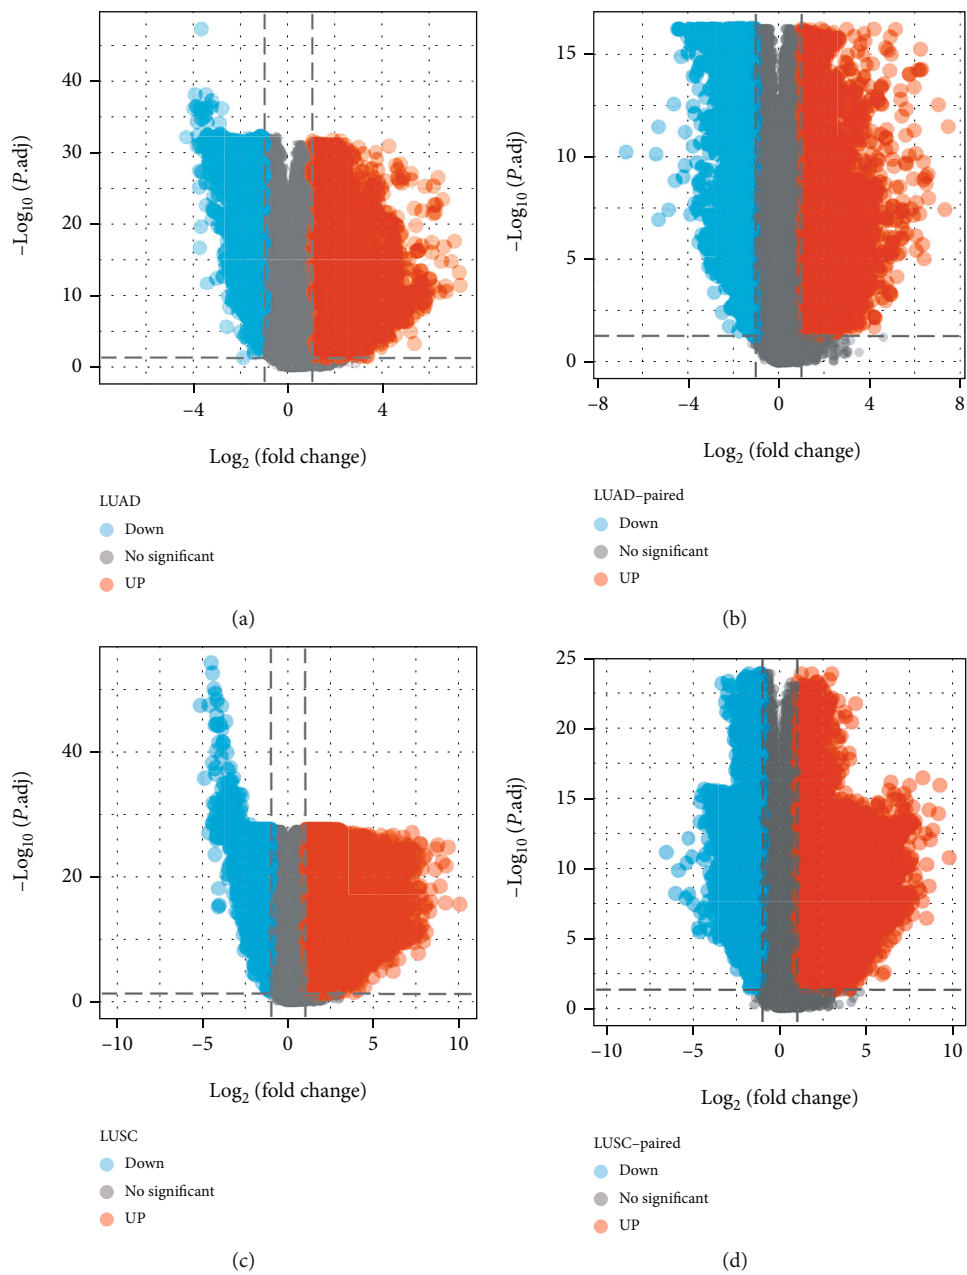 −Log10 (P.adj)
40
30
20
10
0
−4
0
4
Log2 (fold change)
LUAD
Down
No significant
UP
(a)
−Log10 (P.adj)
15
10
5
0
−8
−4
0
4
8
Log2 (fold change)
LUAD−paired
Down
No significant
UP
(b)
−Log10 (P.adj)
40
20
0
−10
−5
0
5
10
Log2 (fold change)
LUSC
Down
No significant
UP
(c)
−Log10 (P.adj)
25
20
15
10
5
0
−10
−5
0
5
10
Log2 (fold change)
LUSC−paired
Down
No significant
UP
(d)